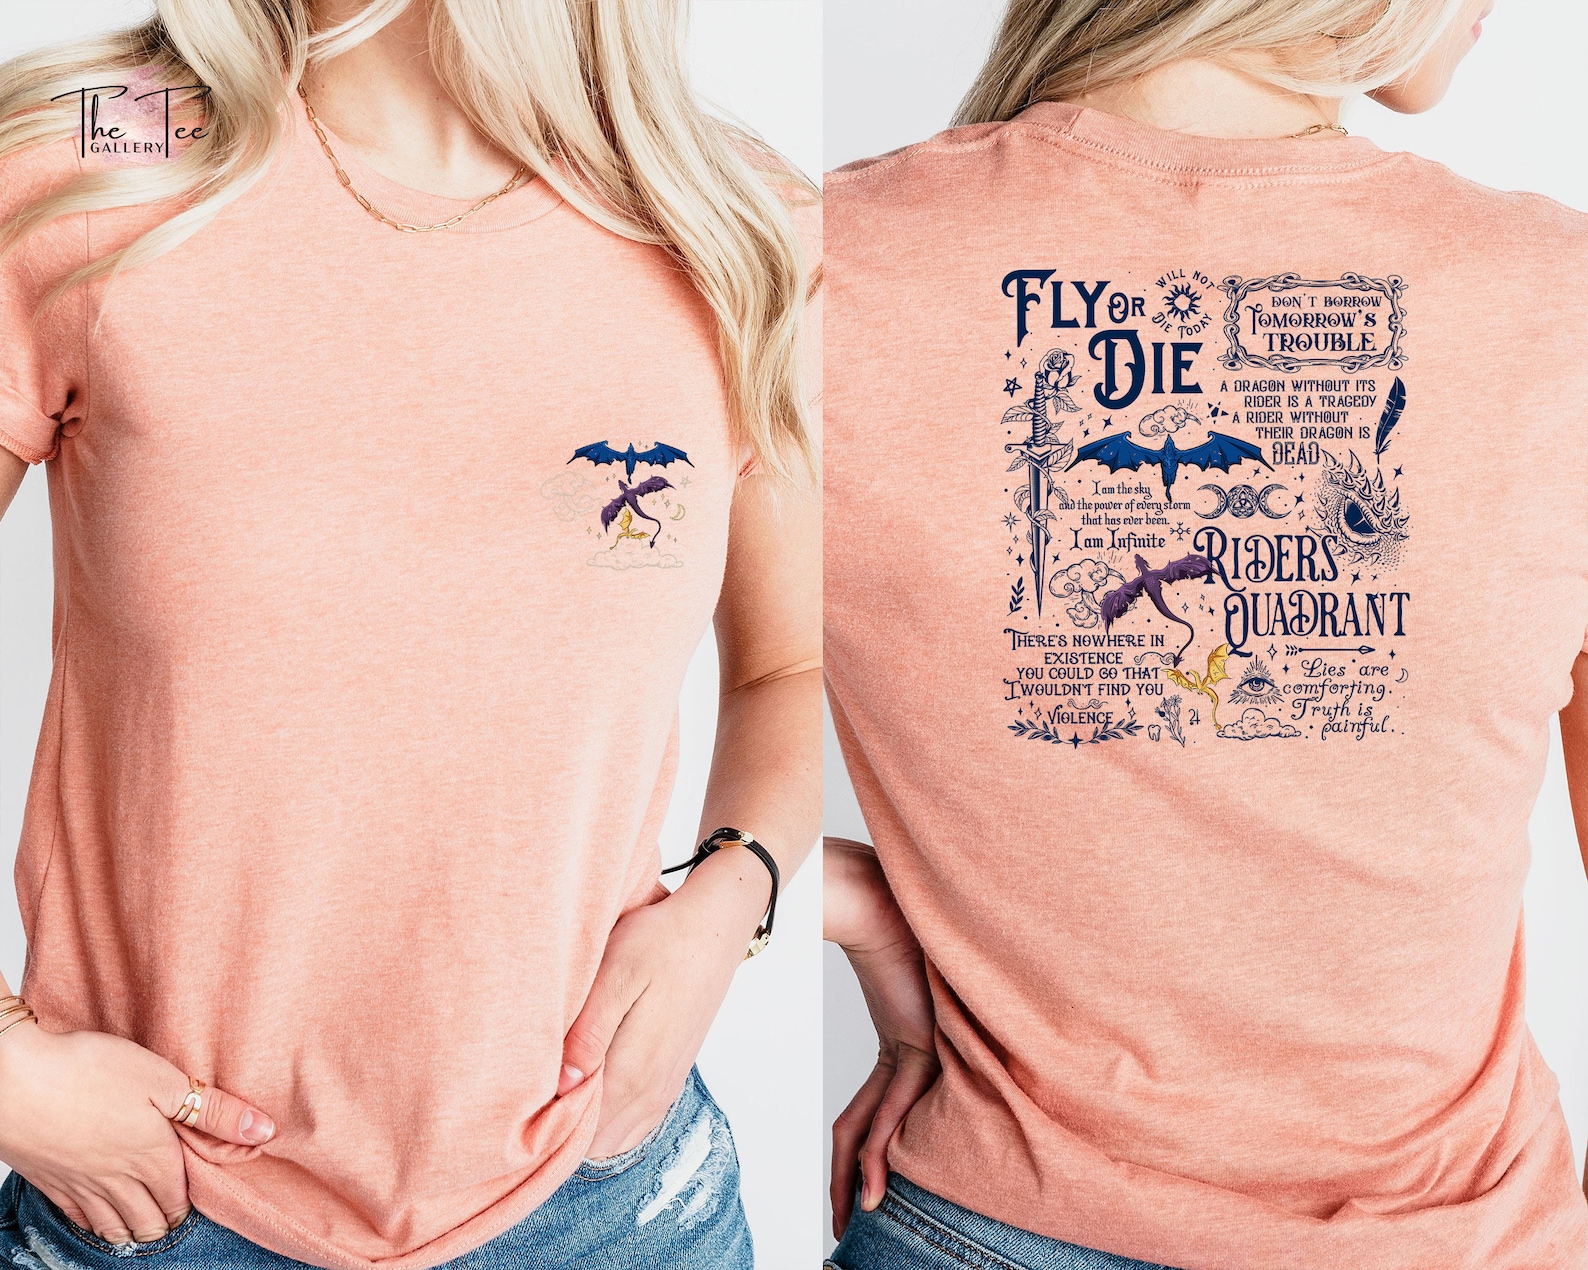 The Tee
GALLERY
FLY OR
DIE
WILL NOT
DIE TODAY
DON'T BORROW
TOMORROW'S
TROUBLE
A DRAGON WITHOUT ITS
RIDER IS A TRAGEDY
A RIDER WITHOUT
THEIR DRAGON IS
DEAD
I am the sky
and the power of every storm
that has ever been.
I am Infinite
RIDERS
QUADRANT
THERE'S NOWHERE IN
EXISTENCE
YOU COULD GO THAT
I WOULDN'T FIND YOU
VIOLENCE
Lies are
comforting.
Truth is
painful.